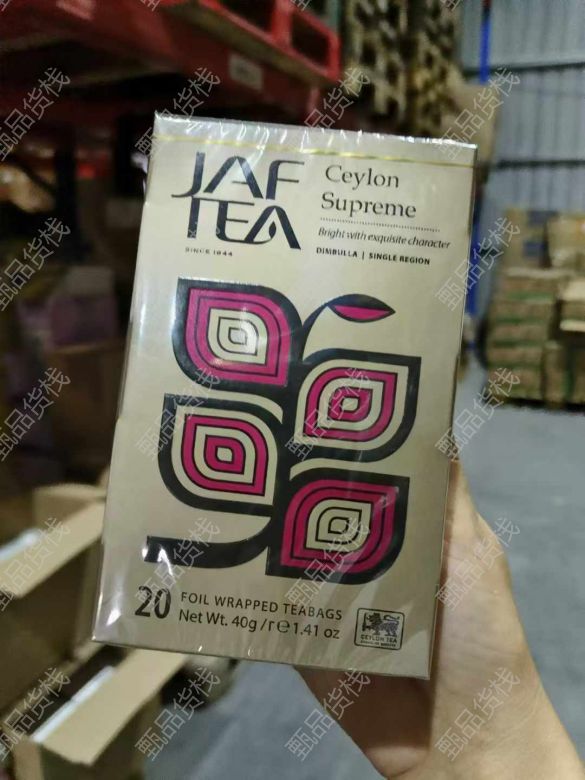 JAF
TEA
SINCE 1944
Ceylon
Supreme
Bright with exquisite character
DIMBULLA | SINGLE REGION
20 FOIL WRAPPED TEABAGS
Net Wt. 40g/re1.41 oz
CEYLON TEA
甄品货栈